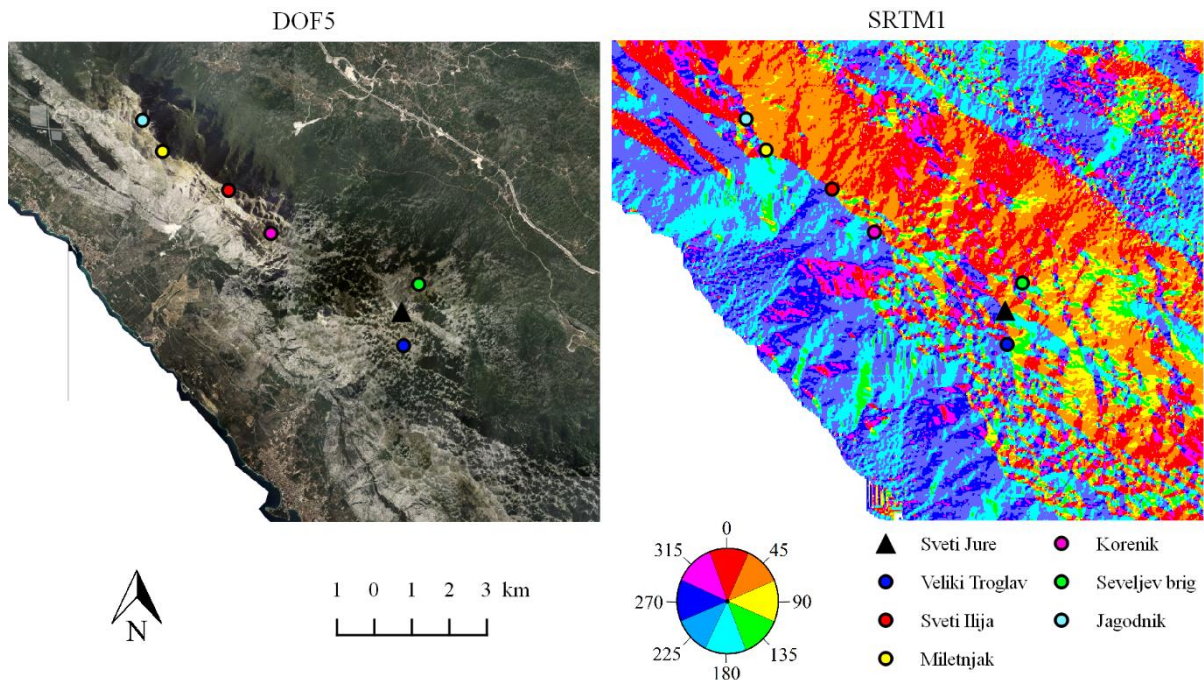 DOF5
SRTM1
0
45
90
135
180
225
270
315
N
1 0 1 2 3 km
Sveti Jure
Veliki Troglav
Sveti Ilija
Miletnjak
Korenik
Seveljev brig
Jagodnik